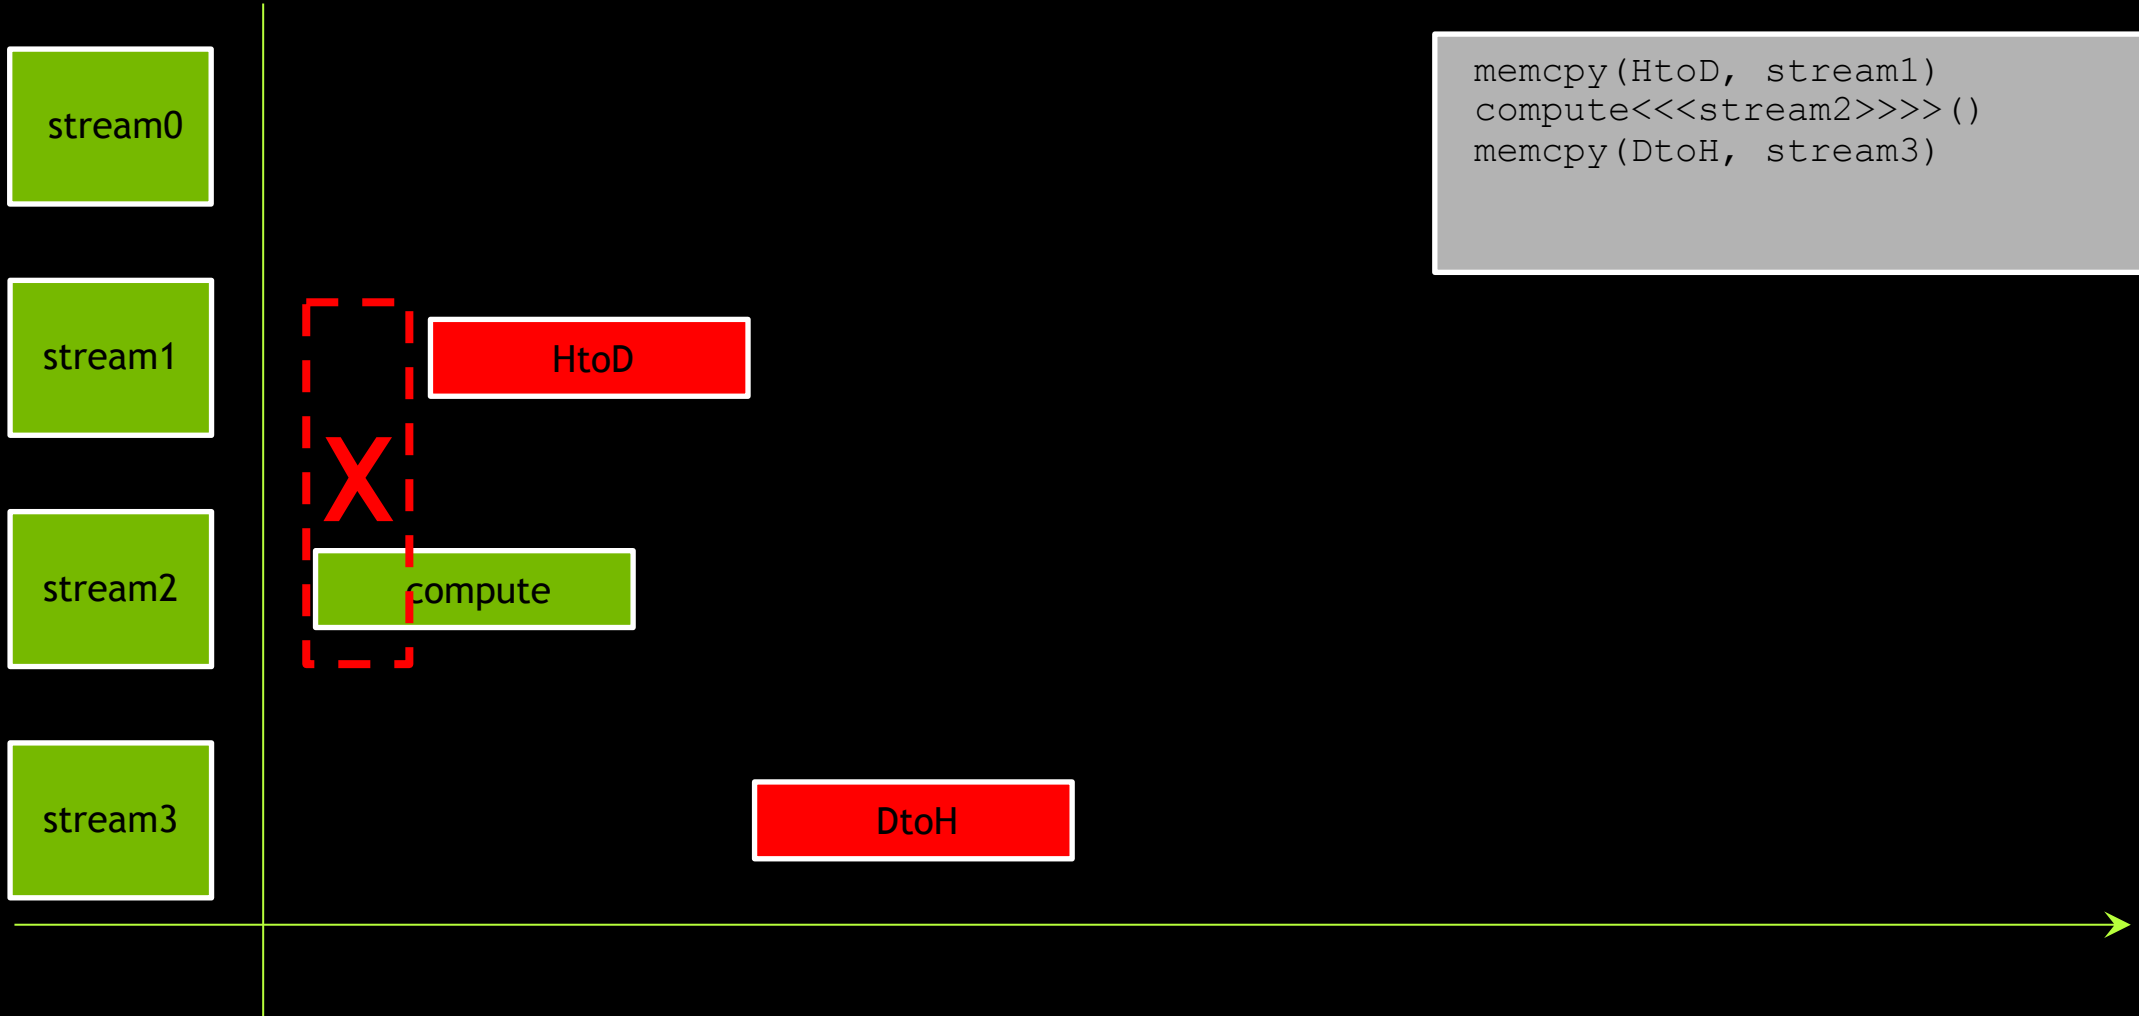 stream0
memcpy(HtoD, stream1)
compute<<<stream2>>>>()
memcpy(DtoH, stream3)
stream1
HtoD
X
stream2
compute
stream3
DtoH